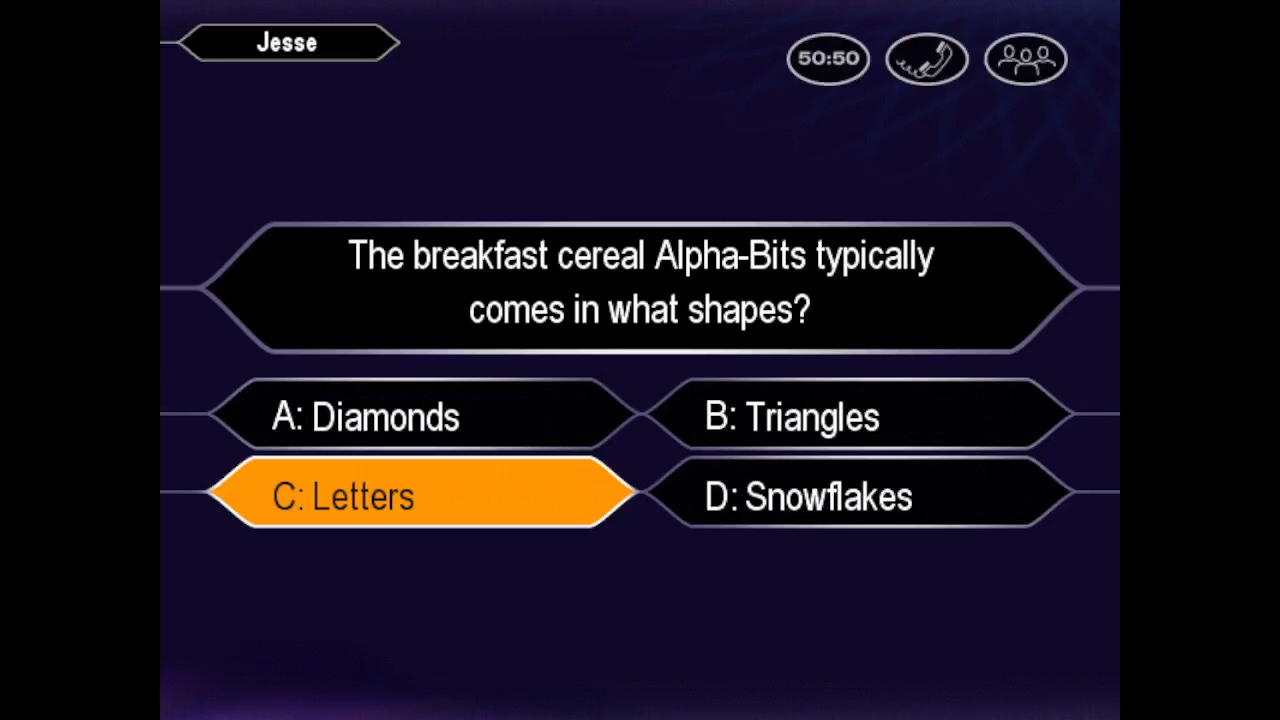 Jesse
50:50
The breakfast cereal Alpha-Bits typically
comes in what shapes?
A: Diamonds
B: Triangles
C: Letters
D: Snowflakes